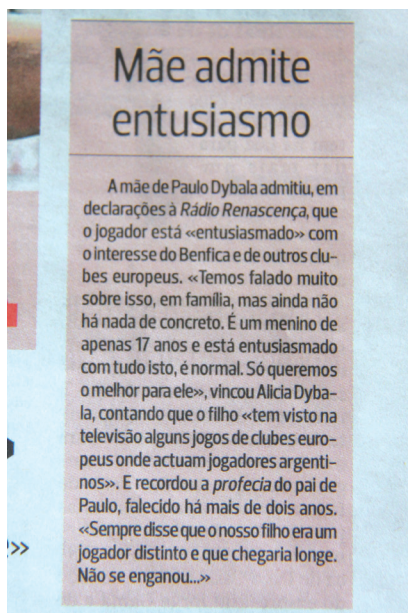 Mãe admite
entusiasmo
A mãe de Paulo Dybala admitiu, em
declarações à Rádio Renascença, que
o jogador está «entusiasmado» com
o interesse do Benfica e de outros clu-
bes europeus. «Temos falado muito
sobre isso, em família, mas ainda não
há nada de concreto. É um menino de
apenas 17 anos e está entusiasmado
com tudo isto, é normal. Só queremos
o melhor para ele», vincou Alicia Dyba-
la, contando que o filho «tem visto na
televisão alguns jogos de clubes euro-
peus onde actuam jogadores argenti-
nos». E recordou a profecia do pai de
Paulo, falecido há mais de dois anos.
«Sempre disse que o nosso filho era um
jogador distinto e que chegaria longe.
Não se enganou...»